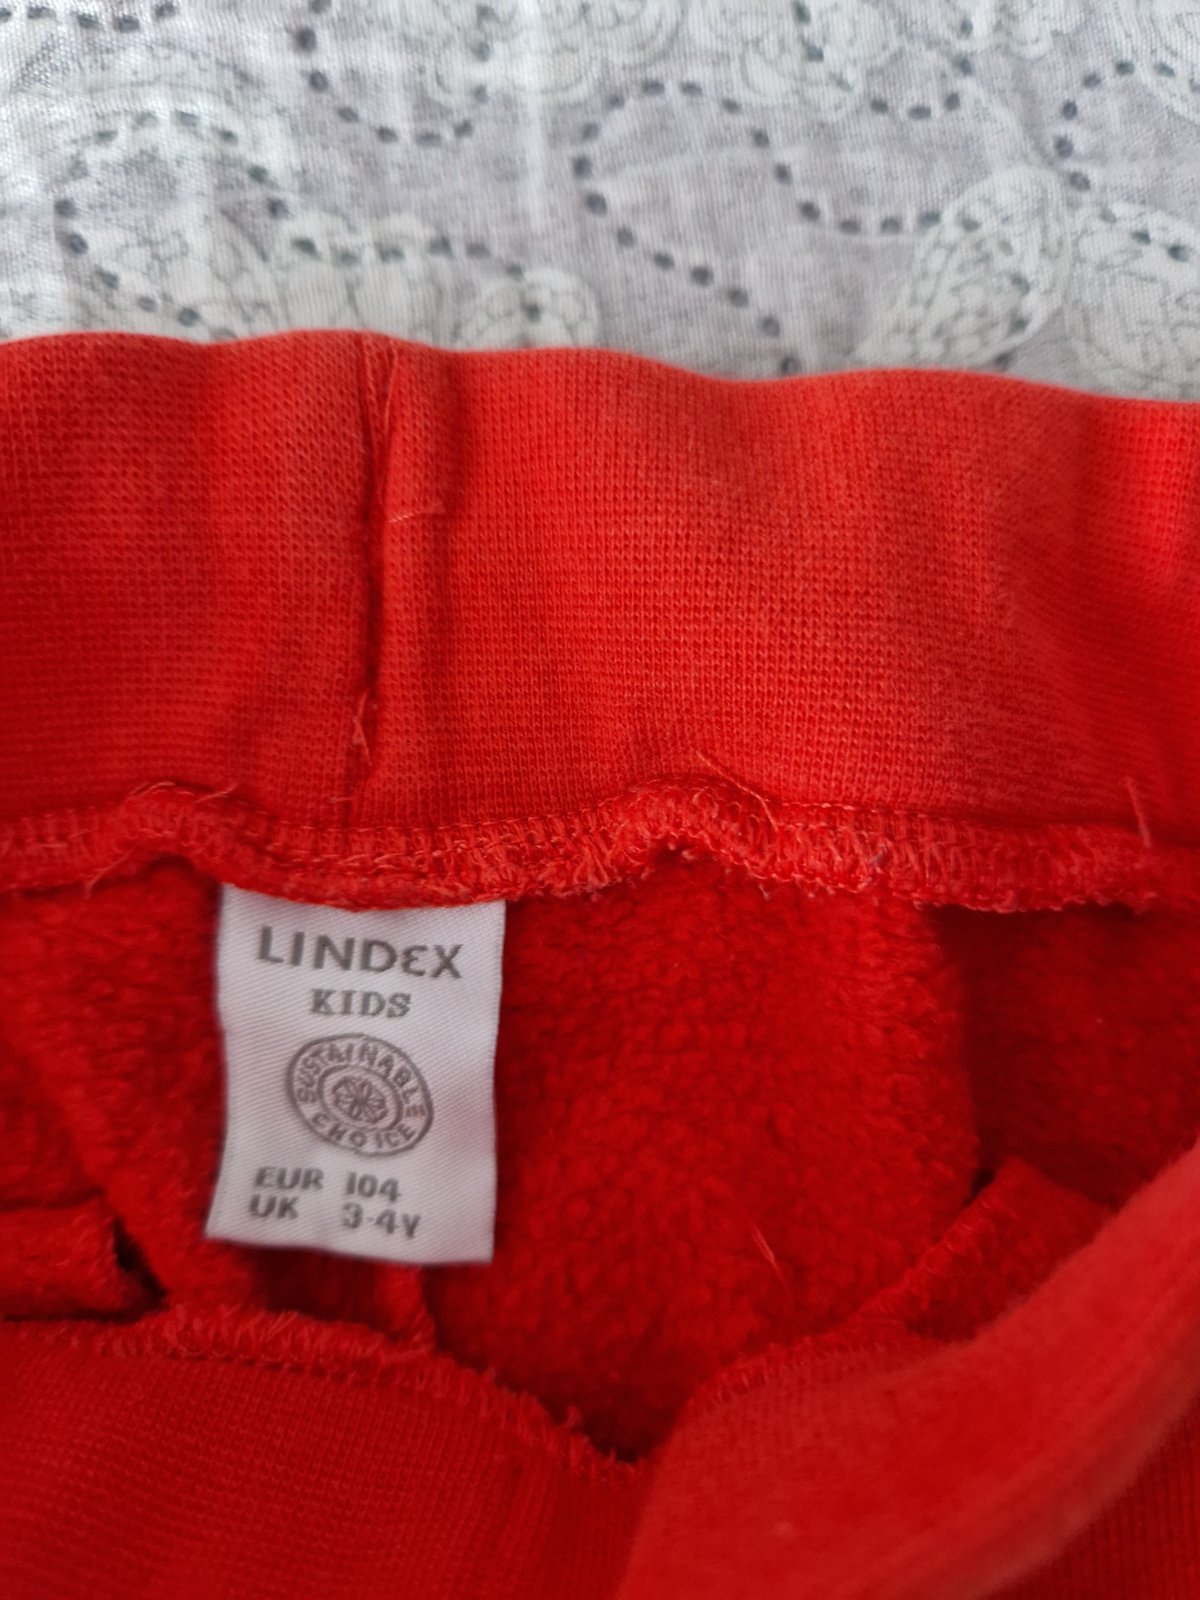 LINDEX
KIDS
SUSTAINABLE
CHOICE
EUR 104
UK 3-4Y